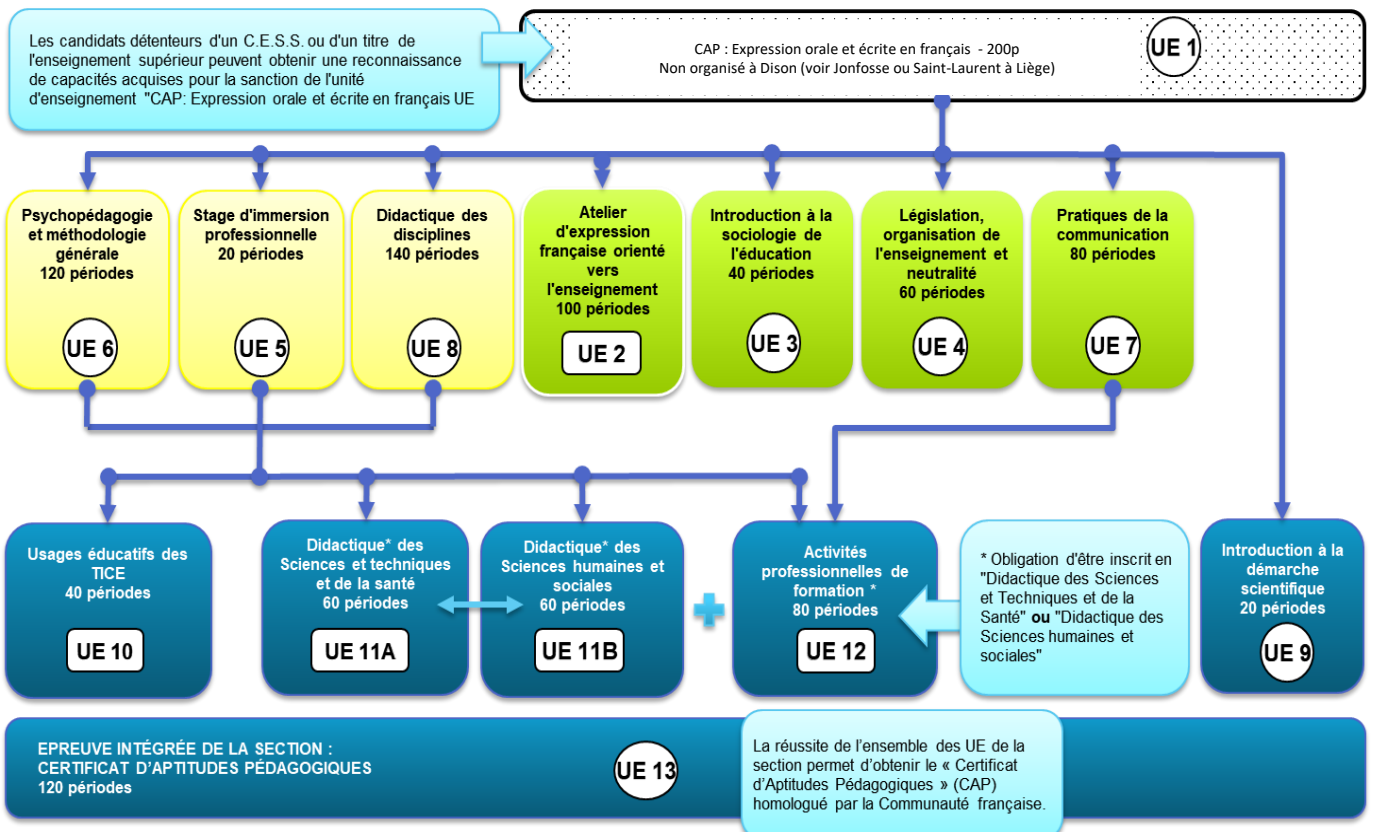 Les candidats détenteurs d'un C.E.S.S. ou d'un titre de
l'enseignement supérieur peuvent obtenir une reconnaissance
de capacités acquises pour la sanction de l'unité
d'enseignement "CAP: Expression orale et écrite en français UE
CAP : Expression orale et écrite en français - 200p
Non organisé à Dison (voir Jonfosse ou Saint-Laurent à Liège)
UE 1
Psychopédagogie
et méthodologie
générale
120 périodes
UE 6
Stage d'immersion
professionnelle
20 périodes
UE 5
Didactique des
disciplines
140 périodes
UE 8
Atelier
d'expression
française orienté
vers
l'enseignement
100 périodes
UE 2
Introduction à la
sociologie de
l'éducation
40 périodes
UE 3
Législation,
organisation de
l'enseignement et
neutralité
60 périodes
UE 4
Pratiques de la
communication
80 périodes
UE 7
Usages éducatifs des
TICE
40 périodes
UE 10
Didactique* des
Sciences et techniques
et de la santé
60 périodes
UE 11A
Didactique* des
Sciences humaines et
sociales
60 périodes
UE 11B
Activités
professionnelles de
formation *
80 périodes
UE 12
* Obligation d'être inscrit en
"Didactique des Sciences
et Techniques et de la
Santé" ou "Didactique des
Sciences humaines et
sociales"
Introduction à la
démarche
scientifique
20 périodes
UE 9
EPREUVE INTÉGRÉE DE LA SECTION :
CERTIFICAT D'APTITUDES PÉDAGOGIQUES
120 périodes
UE 13
La réussite de l'ensemble des UE de la
section permet d'obtenir le « Certificat
d'Aptitudes Pédagogiques » (CAP)
homologué par la Communauté française.